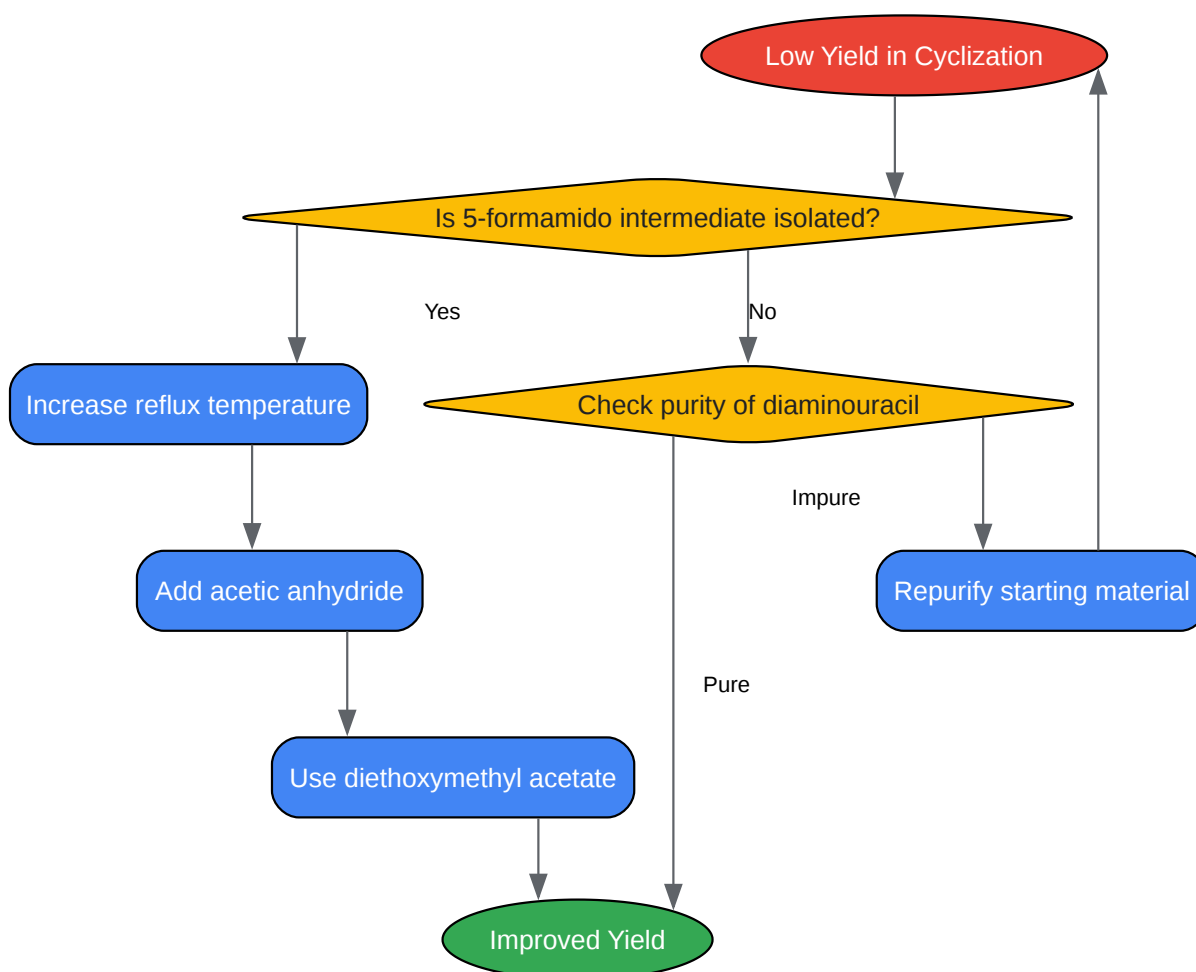 Low Yield in Cyclization
Is 5-formamido intermediate isolated?
Yes
No
Increase reflux temperature
Check purity of diaminouracil
Impure
Add acetic anhydride
Repurify starting material
Pure
Use diethoxymethyl acetate
Improved Yield